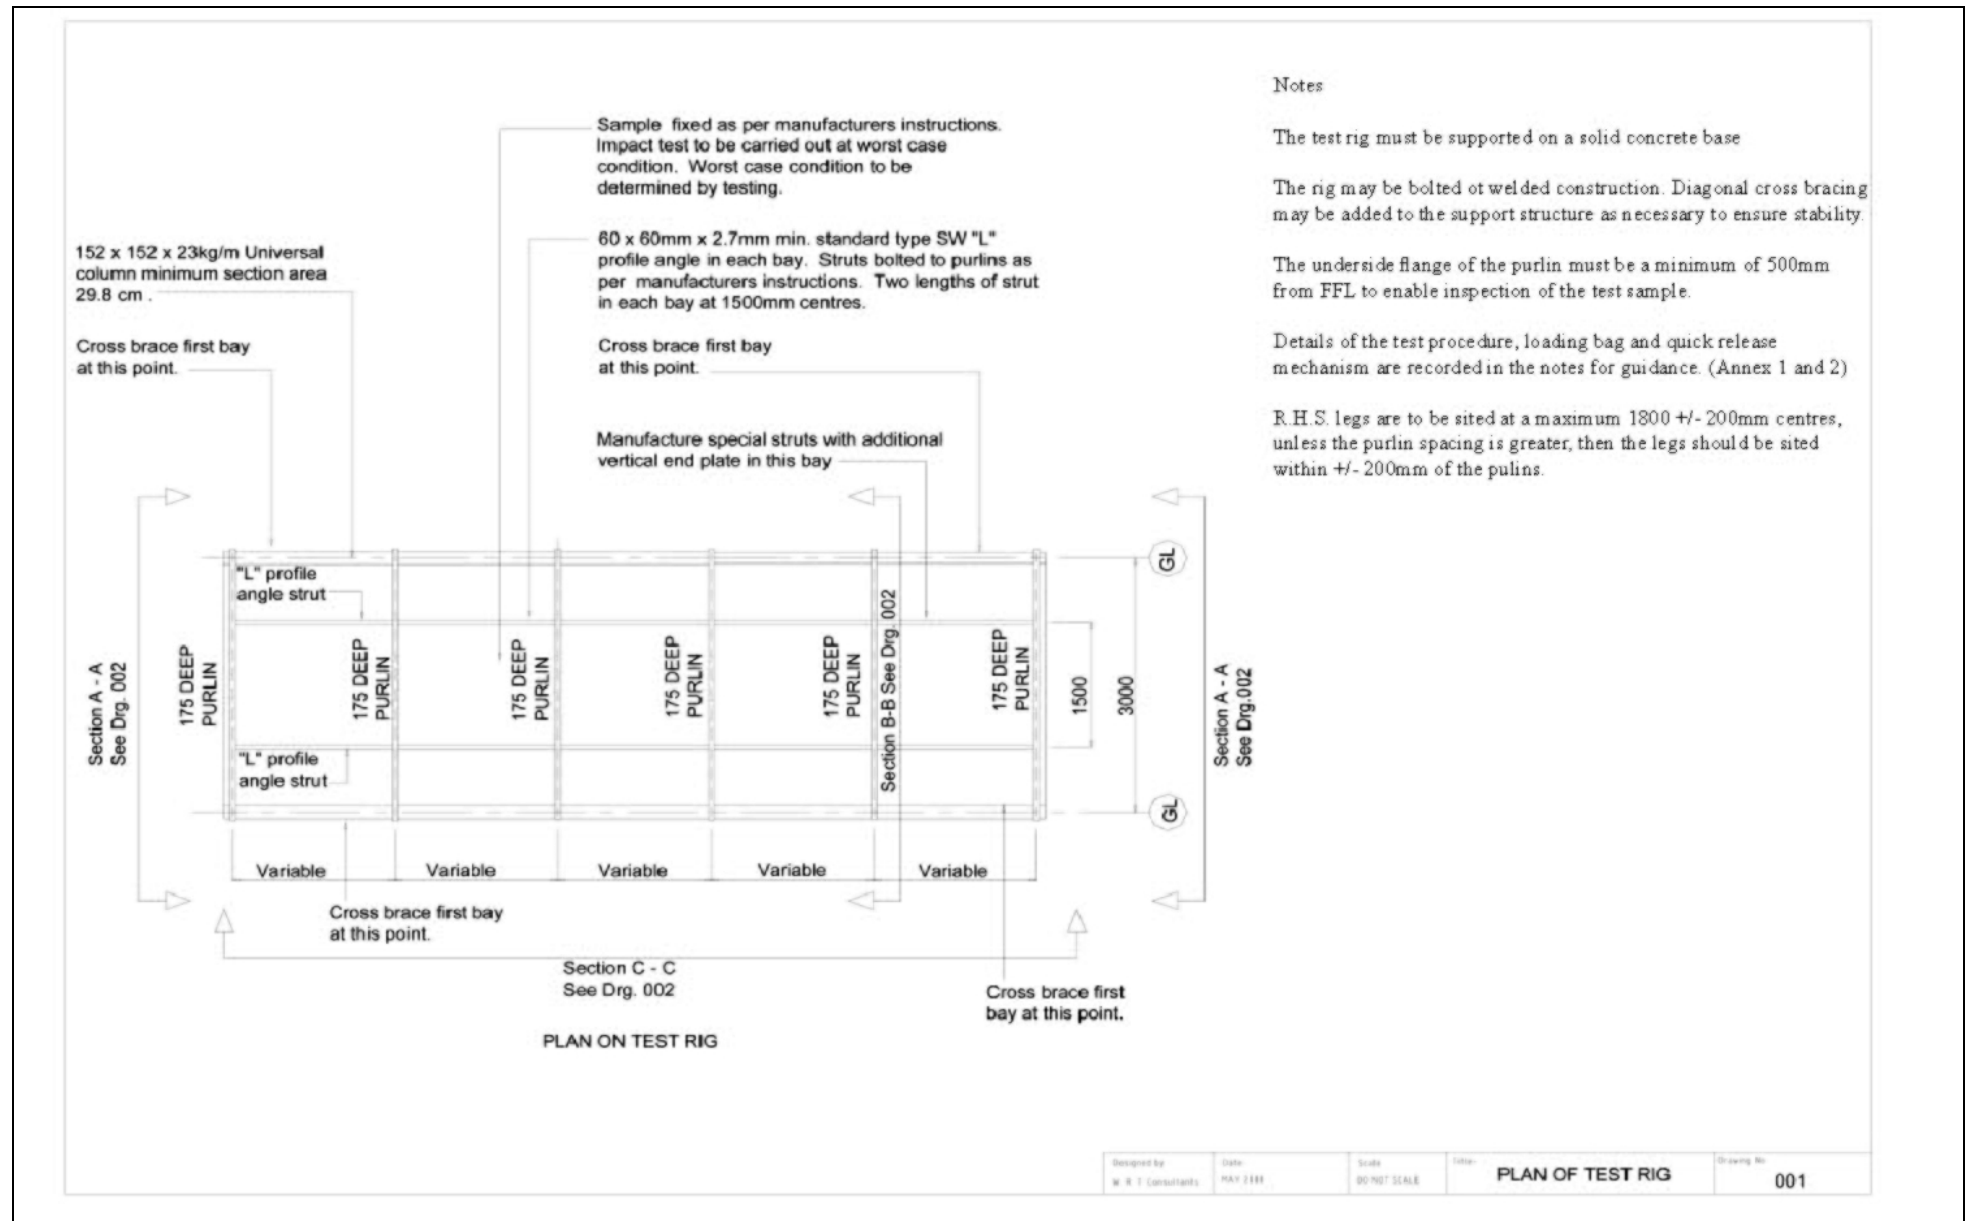 Notes
The test rig must be supported on a solid concrete base
The rig may be bolted ot welded construction. Diagonal cross bracing
may be added to the support structure as necessary to ensure stability.
The underside flange of the purlin must be a minimum of 500mm
from FFL to enable inspection of the test sample.
Details of the test procedure, loading bag and quick release
mechanism are recorded in the notes for guidance. (Annex 1 and 2)
R.H.S. legs are to be sited at a maximum 1800 +/- 200mm centres,
unless the purlin spacing is greater, then the legs should be sited
within +/- 200mm of the pulins.
Sample fixed as per manufacturers instructions.
Impact test to be carried out at worst case
condition. Worst case condition to be
determined by testing.
60 x 60mm x 2.7mm min. standard type SW "L"
profile angle in each bay. Struts bolted to purlins as
per manufacturers instructions. Two lengths of strut
in each bay at 1500mm centres.
152 x 152 x 23kg/m Universal
column minimum section area
29.8 cm .
Cross brace first bay
at this point.
Cross brace first bay
at this point.
Manufacture special struts with additional
vertical end plate in this bay
"L" profile
angle strut
GL
Section A - A
See Drg. 002
175 DEEP
PURLIN
175 DEEP
PURLIN
175 DEEP
PURLIN
175 DEEP
PURLIN
175 DEEP
PURLIN
Section B-B See Drg. 002
175 DEEP
PURLIN
1500
3000
Section A - A
See Drg.002
"L" profile
angle strut
GL
Variable
Variable
Variable
Variable
Variable
Cross brace first bay
at this point.
Section C - C
See Drg. 002
Cross brace first
bay at this point.
PLAN ON TEST RIG
Designed by
W R T Consultants
Date
MAY
Scale
DO NOT SCALE
Title
PLAN OF TEST RIG
Drawing No
001